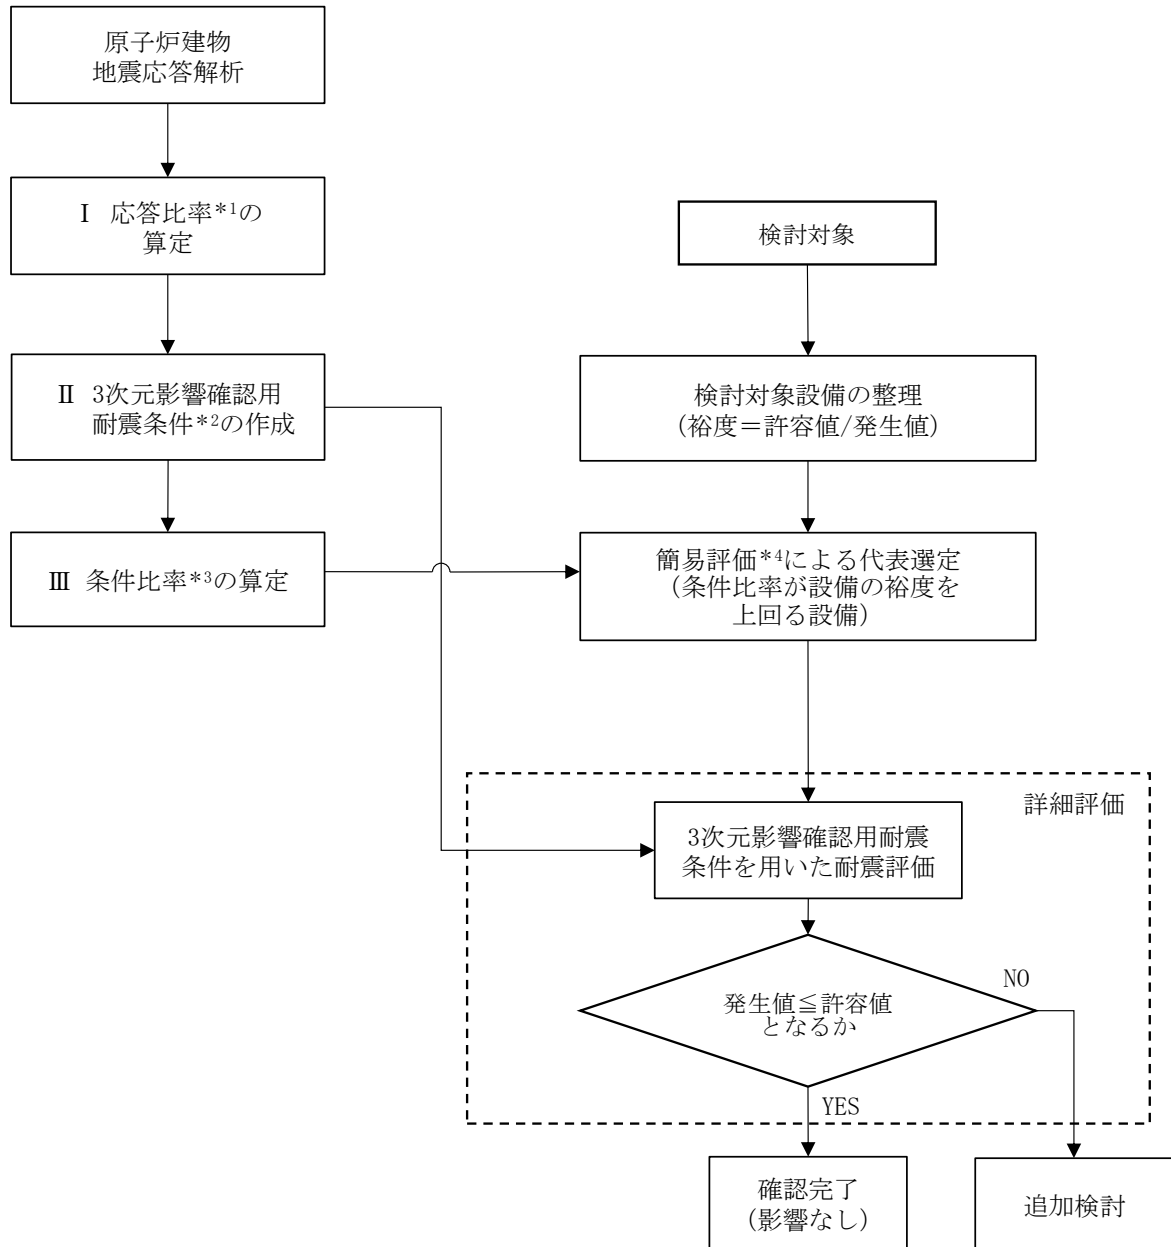 原子炉建物
地震応答解析
Ⅰ 応答比率*1の
算定
Ⅱ 3次元影響確認用
耐震条件*2の作成
Ⅲ 条件比率*3の算定
検討対象
検討対象設備の整理
(裕度＝許容値/発生値)
簡易評価*4による代表選定
(条件比率が設備の裕度を
上回る設備)
詳細評価
3次元影響確認用耐震
条件を用いた耐震評価
発生値≦許容値
となるか
NO
YES
確認完了
(影響なし)
追加検討